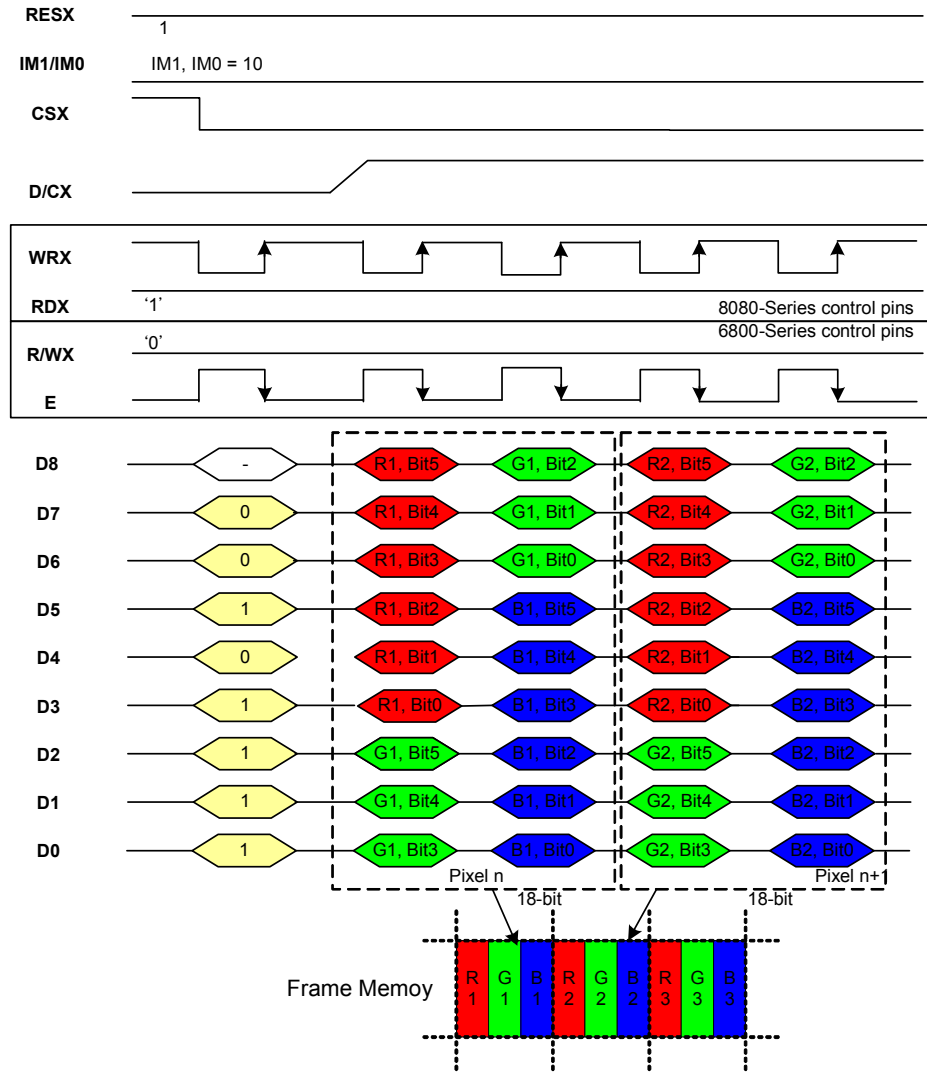 RESX
1
IM1/IM0 IM1, IM0 = 10
CSX
D/CX
WRX
RDX ‘1’ 8080-Series control pins
6800-Series control pins
R/WX ‘0’
E
D8 - R1, Bit5 G1, Bit2 R2, Bit5 G2, Bit2
D7 0 R1, Bit4 G1, Bit1 R2, Bit4 G2, Bit1
D6 0 R1, Bit3 G1, Bit0 R2, Bit3 G2, Bit0
D5 1 R1, Bit2 B1, Bit5 R2, Bit2 B2, Bit5
D4 0 R1, Bit1 B1, Bit4 R2, Bit1 B2, Bit4
D3 1 R1, Bit0 B1, Bit3 R2, Bit0 B2, Bit3
D2 1 G1, Bit5 B1, Bit2 G2, Bit5 B2, Bit2
D1 1 G1, Bit4 B1, Bit1 G2, Bit4 B2, Bit1
D0 1 G1, Bit3 B1, Bit0 G2, Bit3 B2, Bit0
Pixel n Pixel n+1
18-bit 18-bit
Frame Memoy
R G B R G B R G B
1 1 1 2 2 2 3 3 3